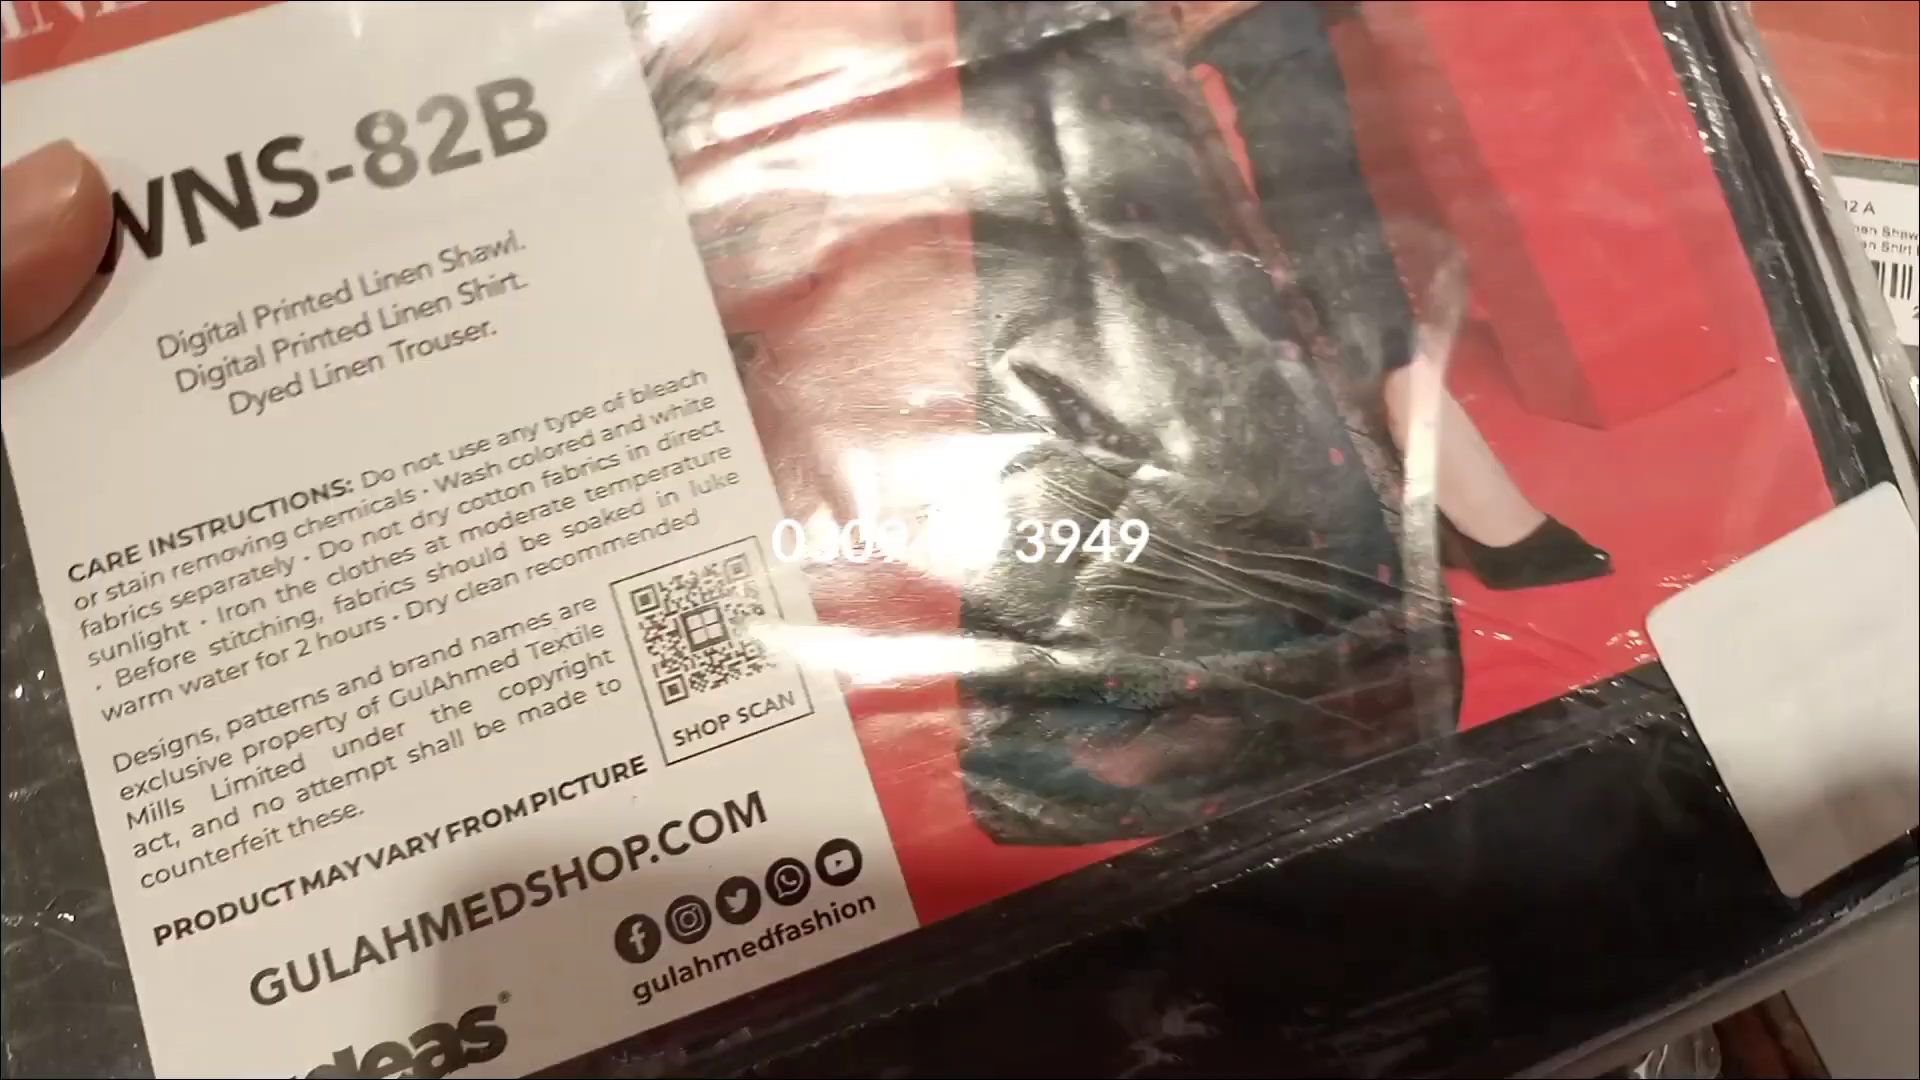 WNS-82B
Digital Printed Linen Shawl.
Digital Printed Linen Shirt.
Dyed Linen Trouser.
CARE INSTRUCTIONS: Do not use any type of bleach
or stain removing chemicals · Wash colored and white
fabrics separately · Do not dry cotton fabrics in direct
sunlight · Iron the clothes at moderate temperature
· Before stitching, fabrics should be soaked in luke
warm water for 2 hours · Dry clean recommended
Designs, patterns and brand names are
exclusive property of GulAhmed Textile
Mills Limited under the copyright
act, and no attempt shall be made to
counterfeit these.
SHOP SCAN
PRODUCT MAY VARY FROM PICTURE
GULAHMEDSHOP.COM
gulahmedfashion
ideas®
12 A